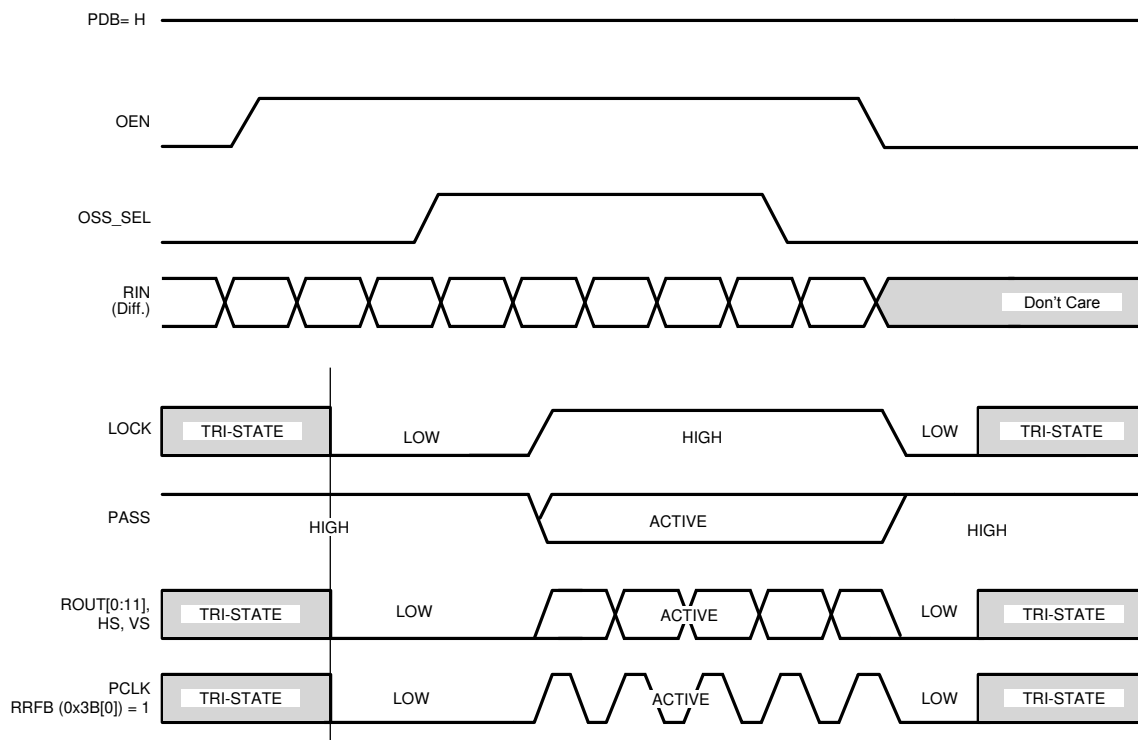 PDB= H
OEN
OSS_SEL
RIN
(Diff.)
Don't Care
LOCK
TRI-STATE
LOW
HIGH
LOW
TRI-STATE
PASS
HIGH
ACTIVE
HIGH
ROUT[0:11],
HS, VS
TRI-STATE
LOW
ACTIVE
LOW
TRI-STATE
PCLK
RRFB (0x3B[0]) = 1
TRI-STATE
LOW
ACTIVE
LOW
TRI-STATE